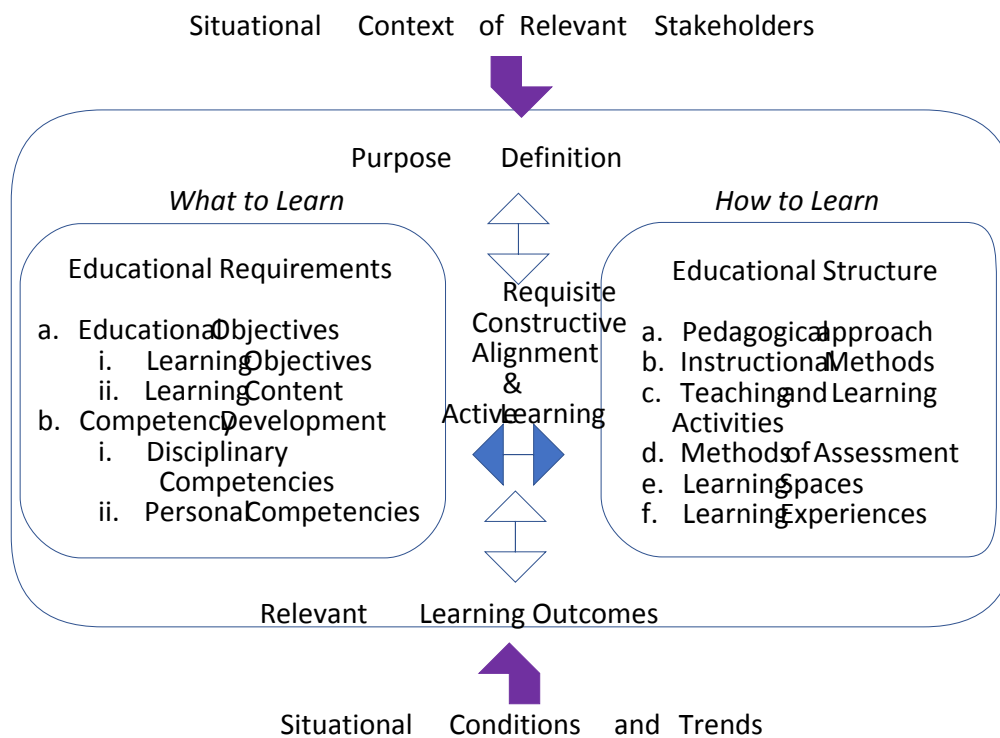 Situational Context of Relevant Stakeholders
Purpose Definition
What to Learn
Educational Requirements
a. Educational Objectives
i. Learning Objectives
ii. Learning Content
b. Competency Development
i. Disciplinary
Competencies
ii. Personal Competencies
Requisite
Constructive
Alignment
&
Active Learning
How to Learn
Educational Structure
a. Pedagogical approach
b. Instructional Methods
c. Teaching and Learning
Activities
d. Methods of Assessment
e. Learning Spaces
f. Learning Experiences
Relevant Learning Outcomes
Situational Conditions and Trends